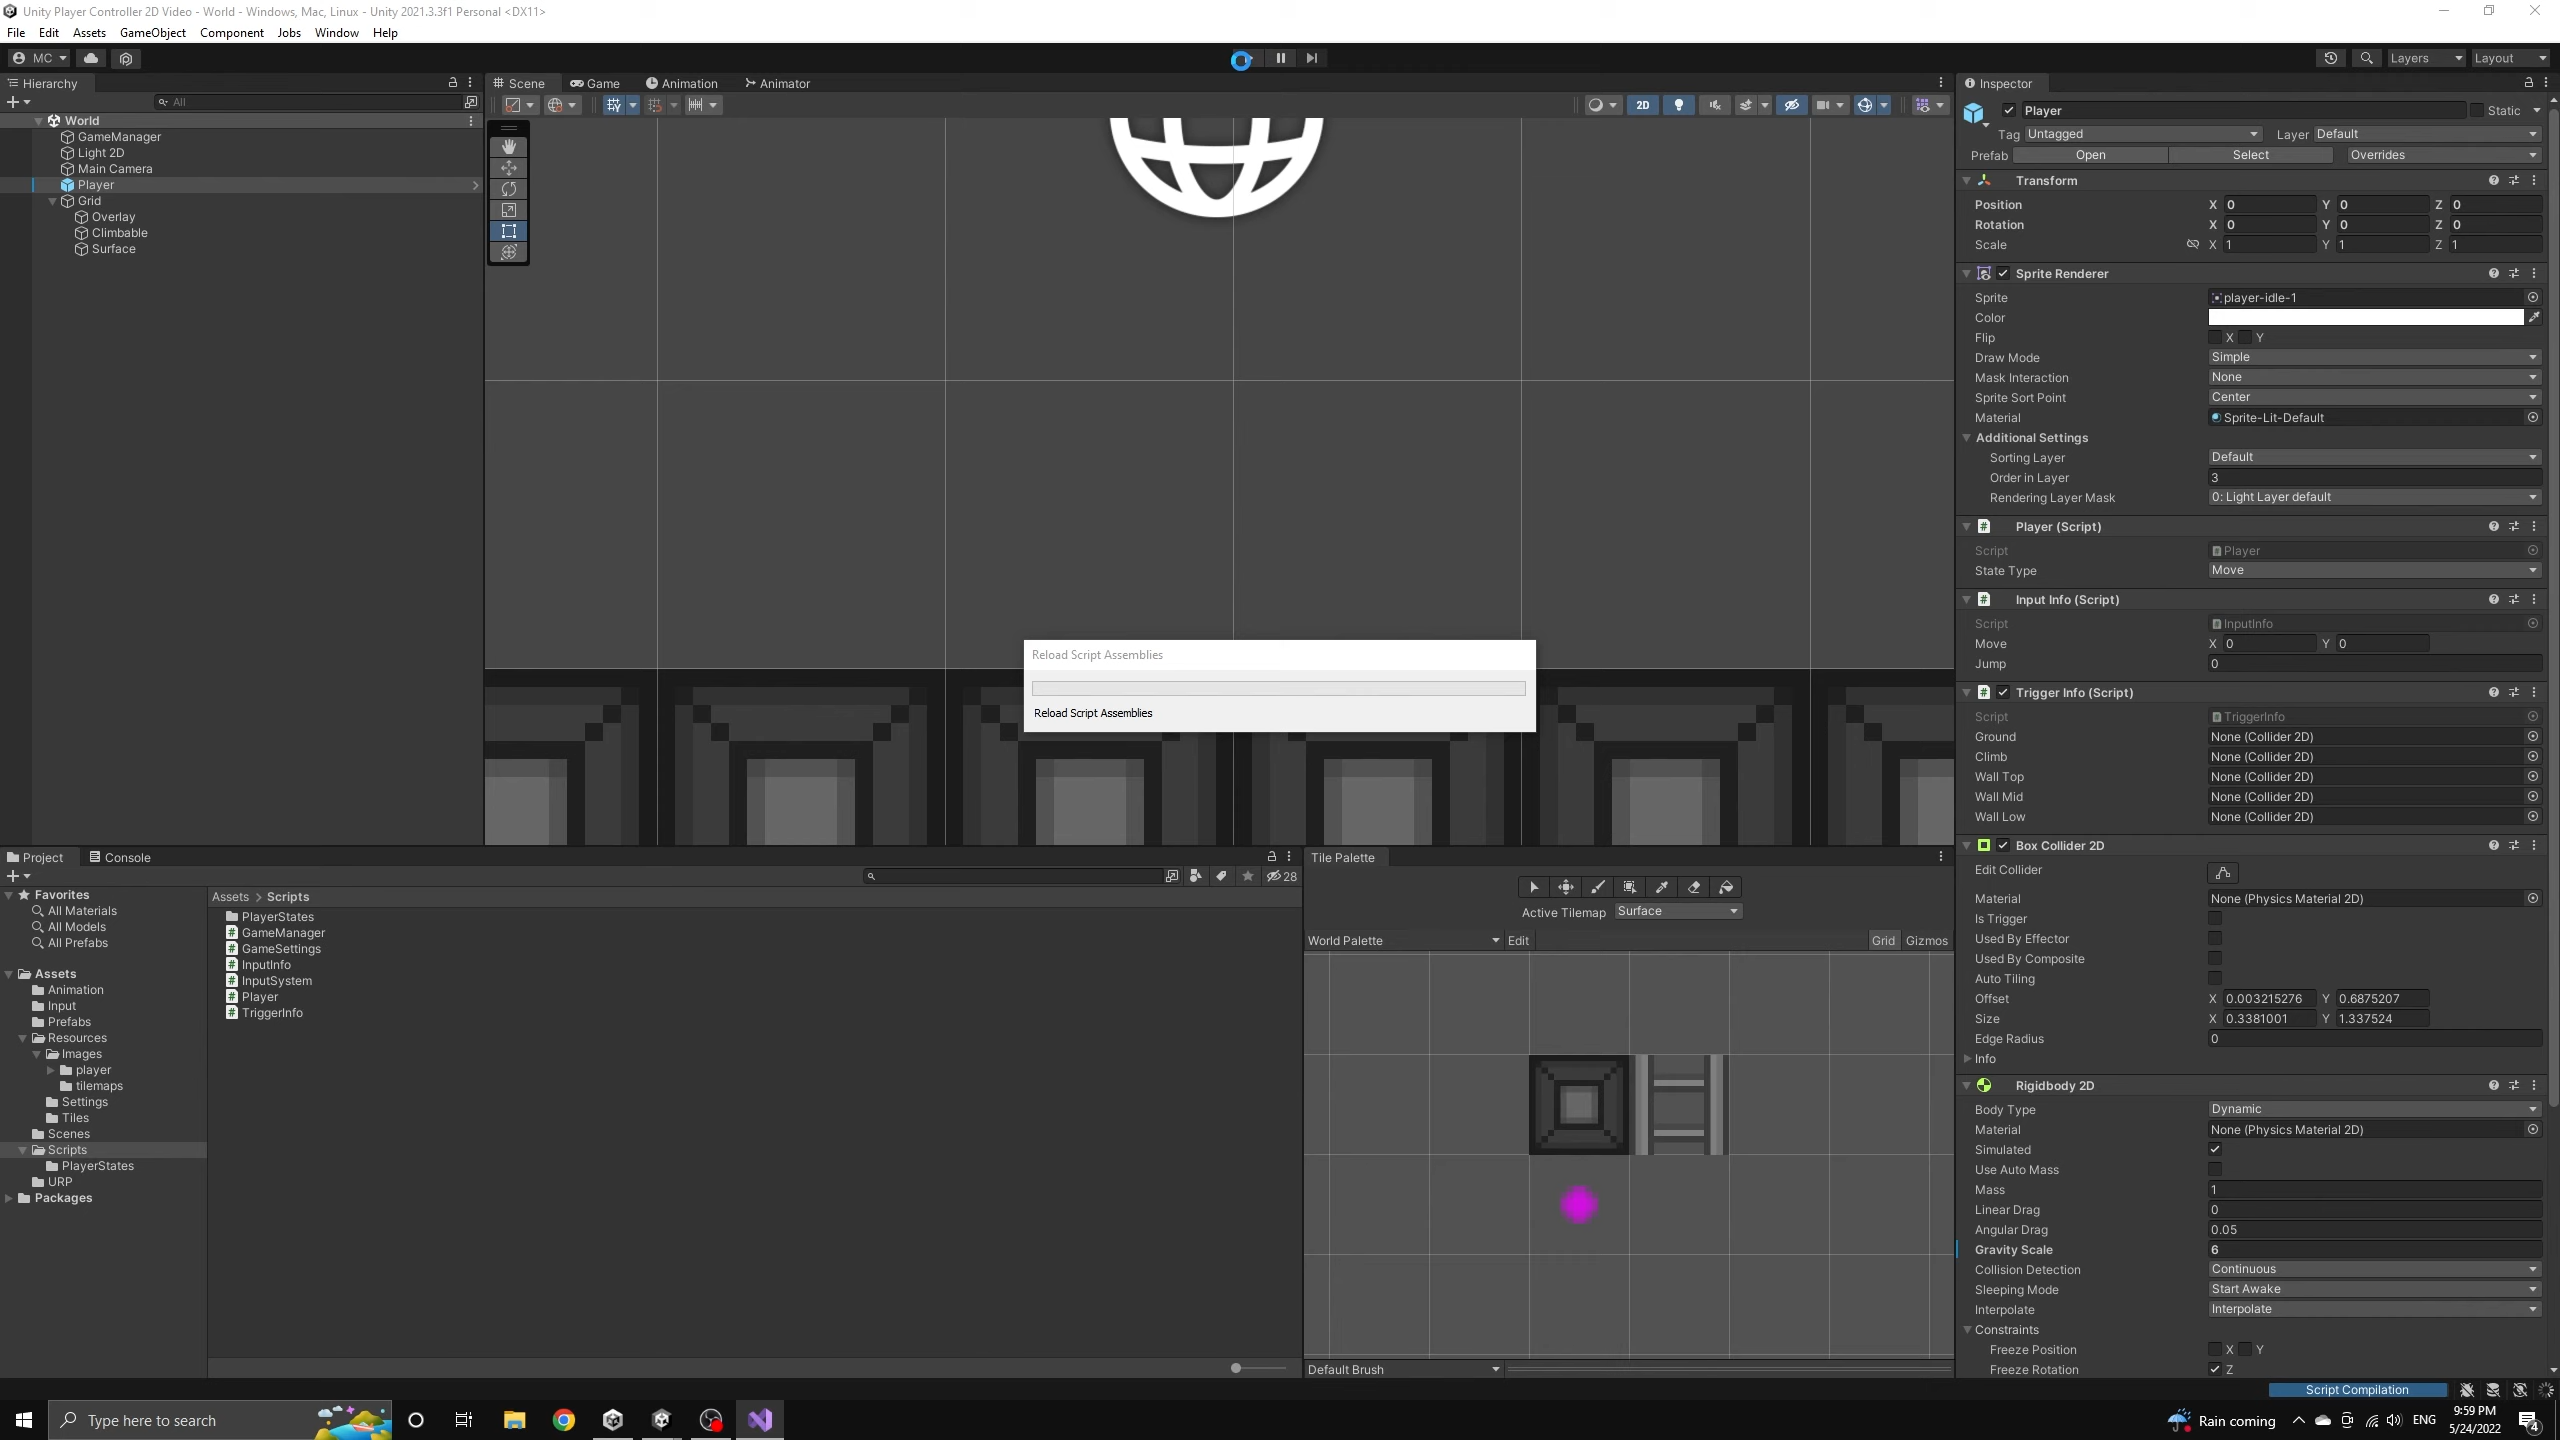 Unity Player Controller 2D Video - World - Windows, Mac, Linux - Unity 2021.3.3f1 Personal <DX11>
File Edit Assets GameObject Component Jobs Window Help
MC
Layers Layout
Hierarchy
All
World
GameManager
Light 2D
Main Camera
Player
Grid
Overlay
Climbable
Surface
Scene Game Animation Animator
2D
Reload Script Assemblies
Reload Script Assemblies
Inspector
Player Static
Tag Untagged Layer Default
Prefab Open Select Overrides
Transform
Position X 0 Y 0 Z 0
Rotation X 0 Y 0 Z 0
Scale X 1 Y 1 Z 1
Sprite Renderer
Sprite player-idle-1
Color
Flip X Y
Draw Mode Simple
Mask Interaction None
Sprite Sort Point Center
Material Sprite-Lit-Default
Additional Settings
Sorting Layer Default
Order in Layer 3
Rendering Layer Mask 0: Light Layer default
Player (Script)
Script Player
State Type Move
Input Info (Script)
Script InputInfo
Move X 0 Y 0
Jump 0
Trigger Info (Script)
Script TriggerInfo
Ground None (Collider 2D)
Climb None (Collider 2D)
Wall Top None (Collider 2D)
Wall Mid None (Collider 2D)
Wall Low None (Collider 2D)
Box Collider 2D
Edit Collider
Material None (Physics Material 2D)
Is Trigger
Used By Effector
Used By Composite
Auto Tiling
Offset X 0.003215276 Y 0.6875207
Size X 0.3381001 Y 1.337524
Edge Radius 0
Info
Rigidbody 2D
Body Type Dynamic
Material None (Physics Material 2D)
Simulated
Use Auto Mass
Mass 1
Linear Drag 0
Angular Drag 0.05
Gravity Scale 6
Collision Detection Continuous
Sleeping Mode Start Awake
Interpolate Interpolate
Constraints
Freeze Position X Y
Freeze Rotation Z
Project Console
28
Favorites
All Materials
All Models
All Prefabs
Assets
Animation
Input
Prefabs
Resources
Images
player
tilemaps
Settings
Tiles
Scenes
Scripts
PlayerStates
URP
Packages
Assets > Scripts
PlayerStates
GameManager
GameSettings
InputInfo
InputSystem
Player
TriggerInfo
Tile Palette
Active Tilemap Surface
World Palette Edit Grid Gizmos
Default Brush
Script Compilation
Type here to search
Rain coming
ENG
9:59 PM
5/24/2022
4